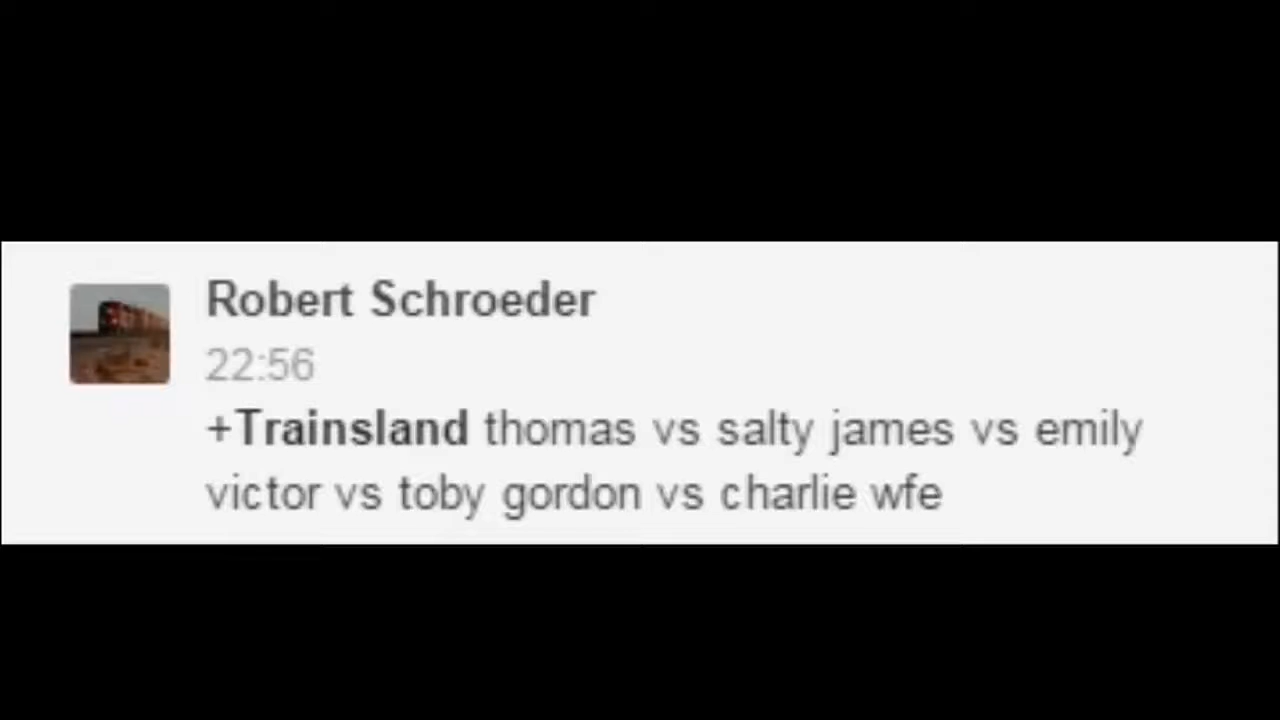 Robert Schroeder
22:56
+Trainsland thomas vs salty james vs emily
victor vs toby gordon vs charlie wfe